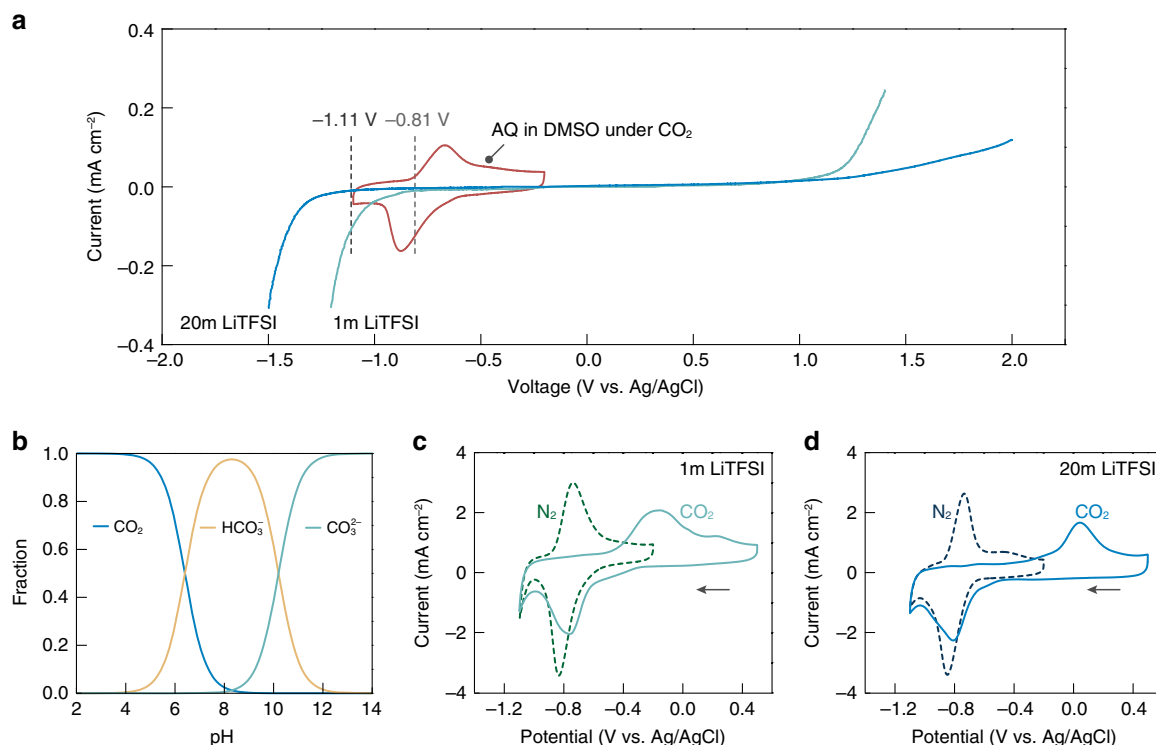 a
0.4
0.2
0.0
−0.2
−0.4
Current (mA cm−2)
−1.11 V
−0.81 V
AQ in DMSO under CO2
20m LiTFSI
1m LiTFSI
−2.0
−1.5
−1.0
−0.5
0.0
0.5
1.0
1.5
2.0
Voltage (V vs. Ag/AgCl)
b
1.0
0.8
0.6
0.4
0.2
0.0
Fraction
CO2
HCO3−
CO3 2−
2
4
6
8
10
12
14
pH
c
4
2
0
−2
−4
Current (mA cm−2)
1m LiTFSI
N2
CO2
−1.2
−0.8
−0.4
0.0
0.4
Potential (V vs. Ag/AgCl)
d
4
2
0
−2
−4
Current (mA cm−2)
20m LiTFSI
N2
CO2
−1.2
−0.8
−0.4
0.0
0.4
Potential (V vs. Ag/AgCl)